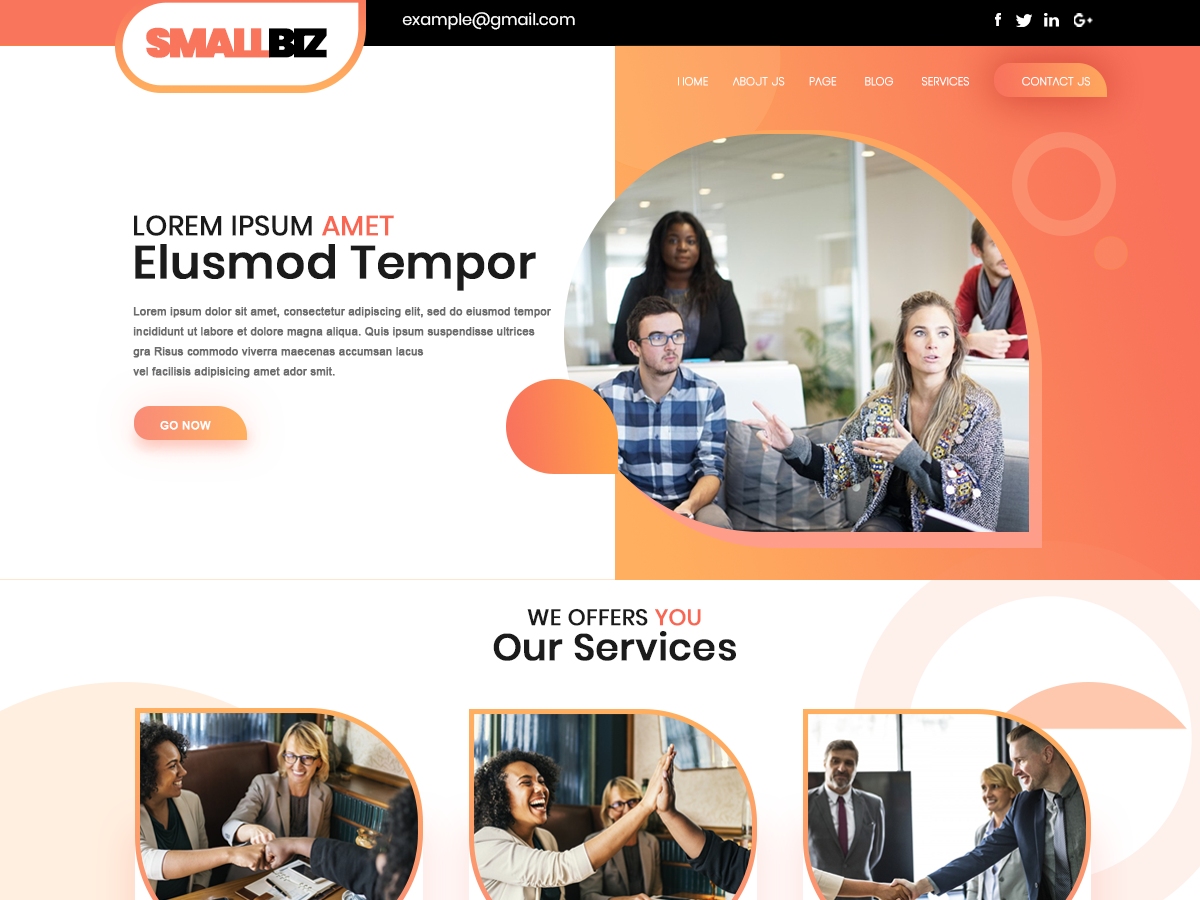 SMALLBIZ
example@gmail.com
HOME ABOUT US PAGE BLOG SERVICES CONTACT US
LOREM IPSUM AMET
EIusmod Tempor
Lorem ipsum dolor sit amet, consectetur adipiscing elit, sed do eiusmod tempor
incididunt ut labore et dolore magna aliqua. Quis ipsum suspendisse ultrices
gra Risus commodo viverra maecenas accumsan lacus
vel facilisis adipisicing amet ador smit.
GO NOW
WE OFFERS YOU
Our Services